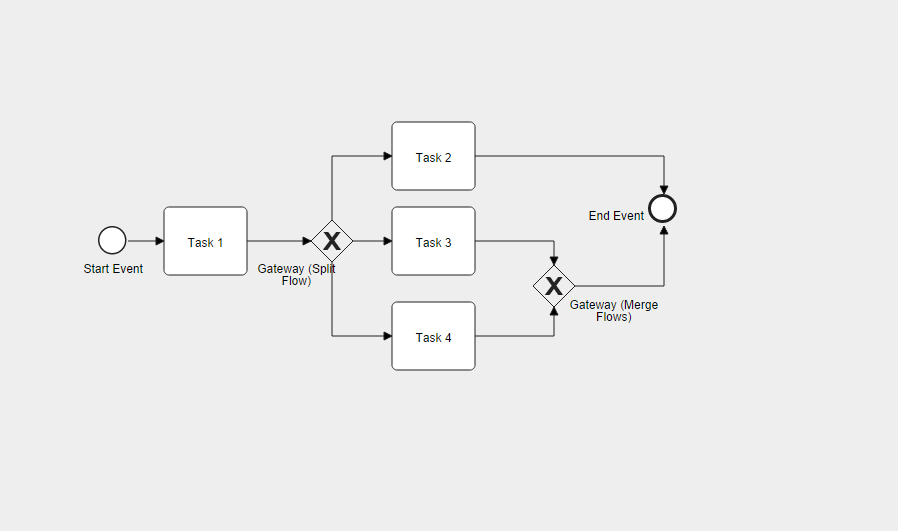 Task 2
End Event
Task 1
X
Task 3
Start Event
Gateway (Split
Flow)
X
Gateway (Merge
Flows)
Task 4